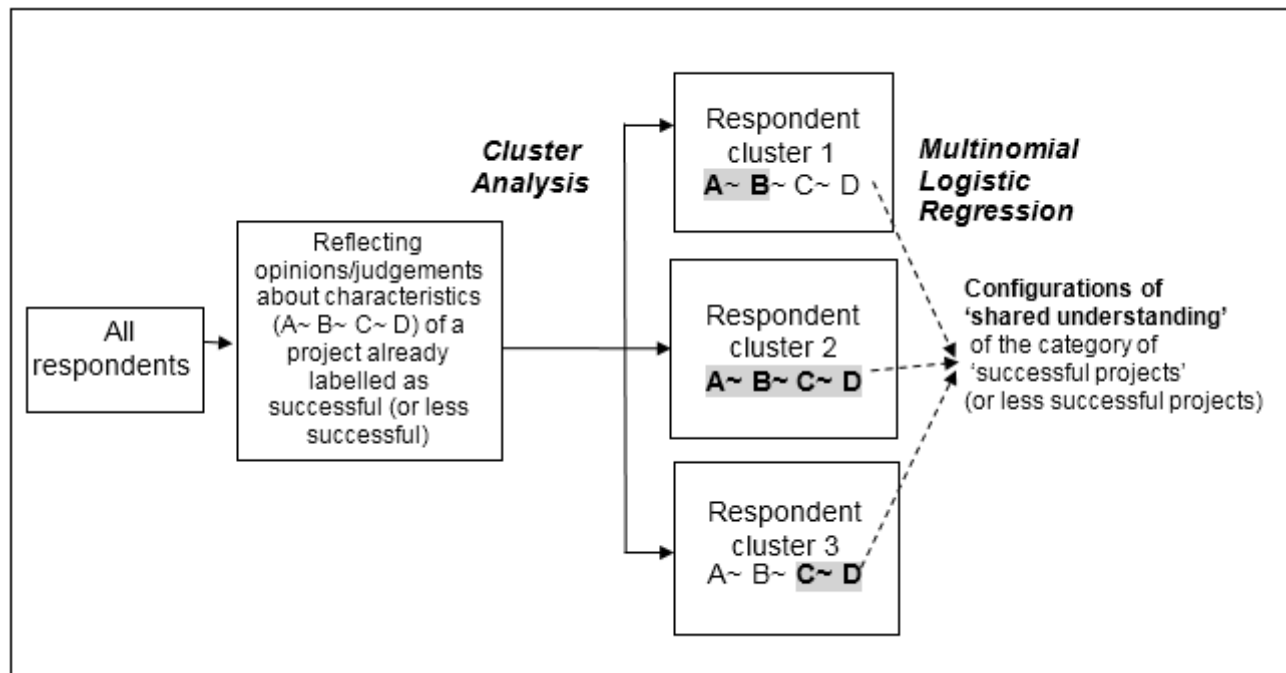 All
respondents
Reflecting
opinions/judgements
about characteristics
(A~ B~ C~ D) of a
project already
labelled as
successful (or less
successful)
Cluster
Analysis
Respondent
cluster 1
A~ B~ C~ D
Respondent
cluster 2
A~ B~ C~ D
Respondent
cluster 3
A~ B~ C~ D
Multinomial
Logistic
Regression
Configurations of
‘shared understanding’
of the category of
‘successful projects’
(or less successful projects)